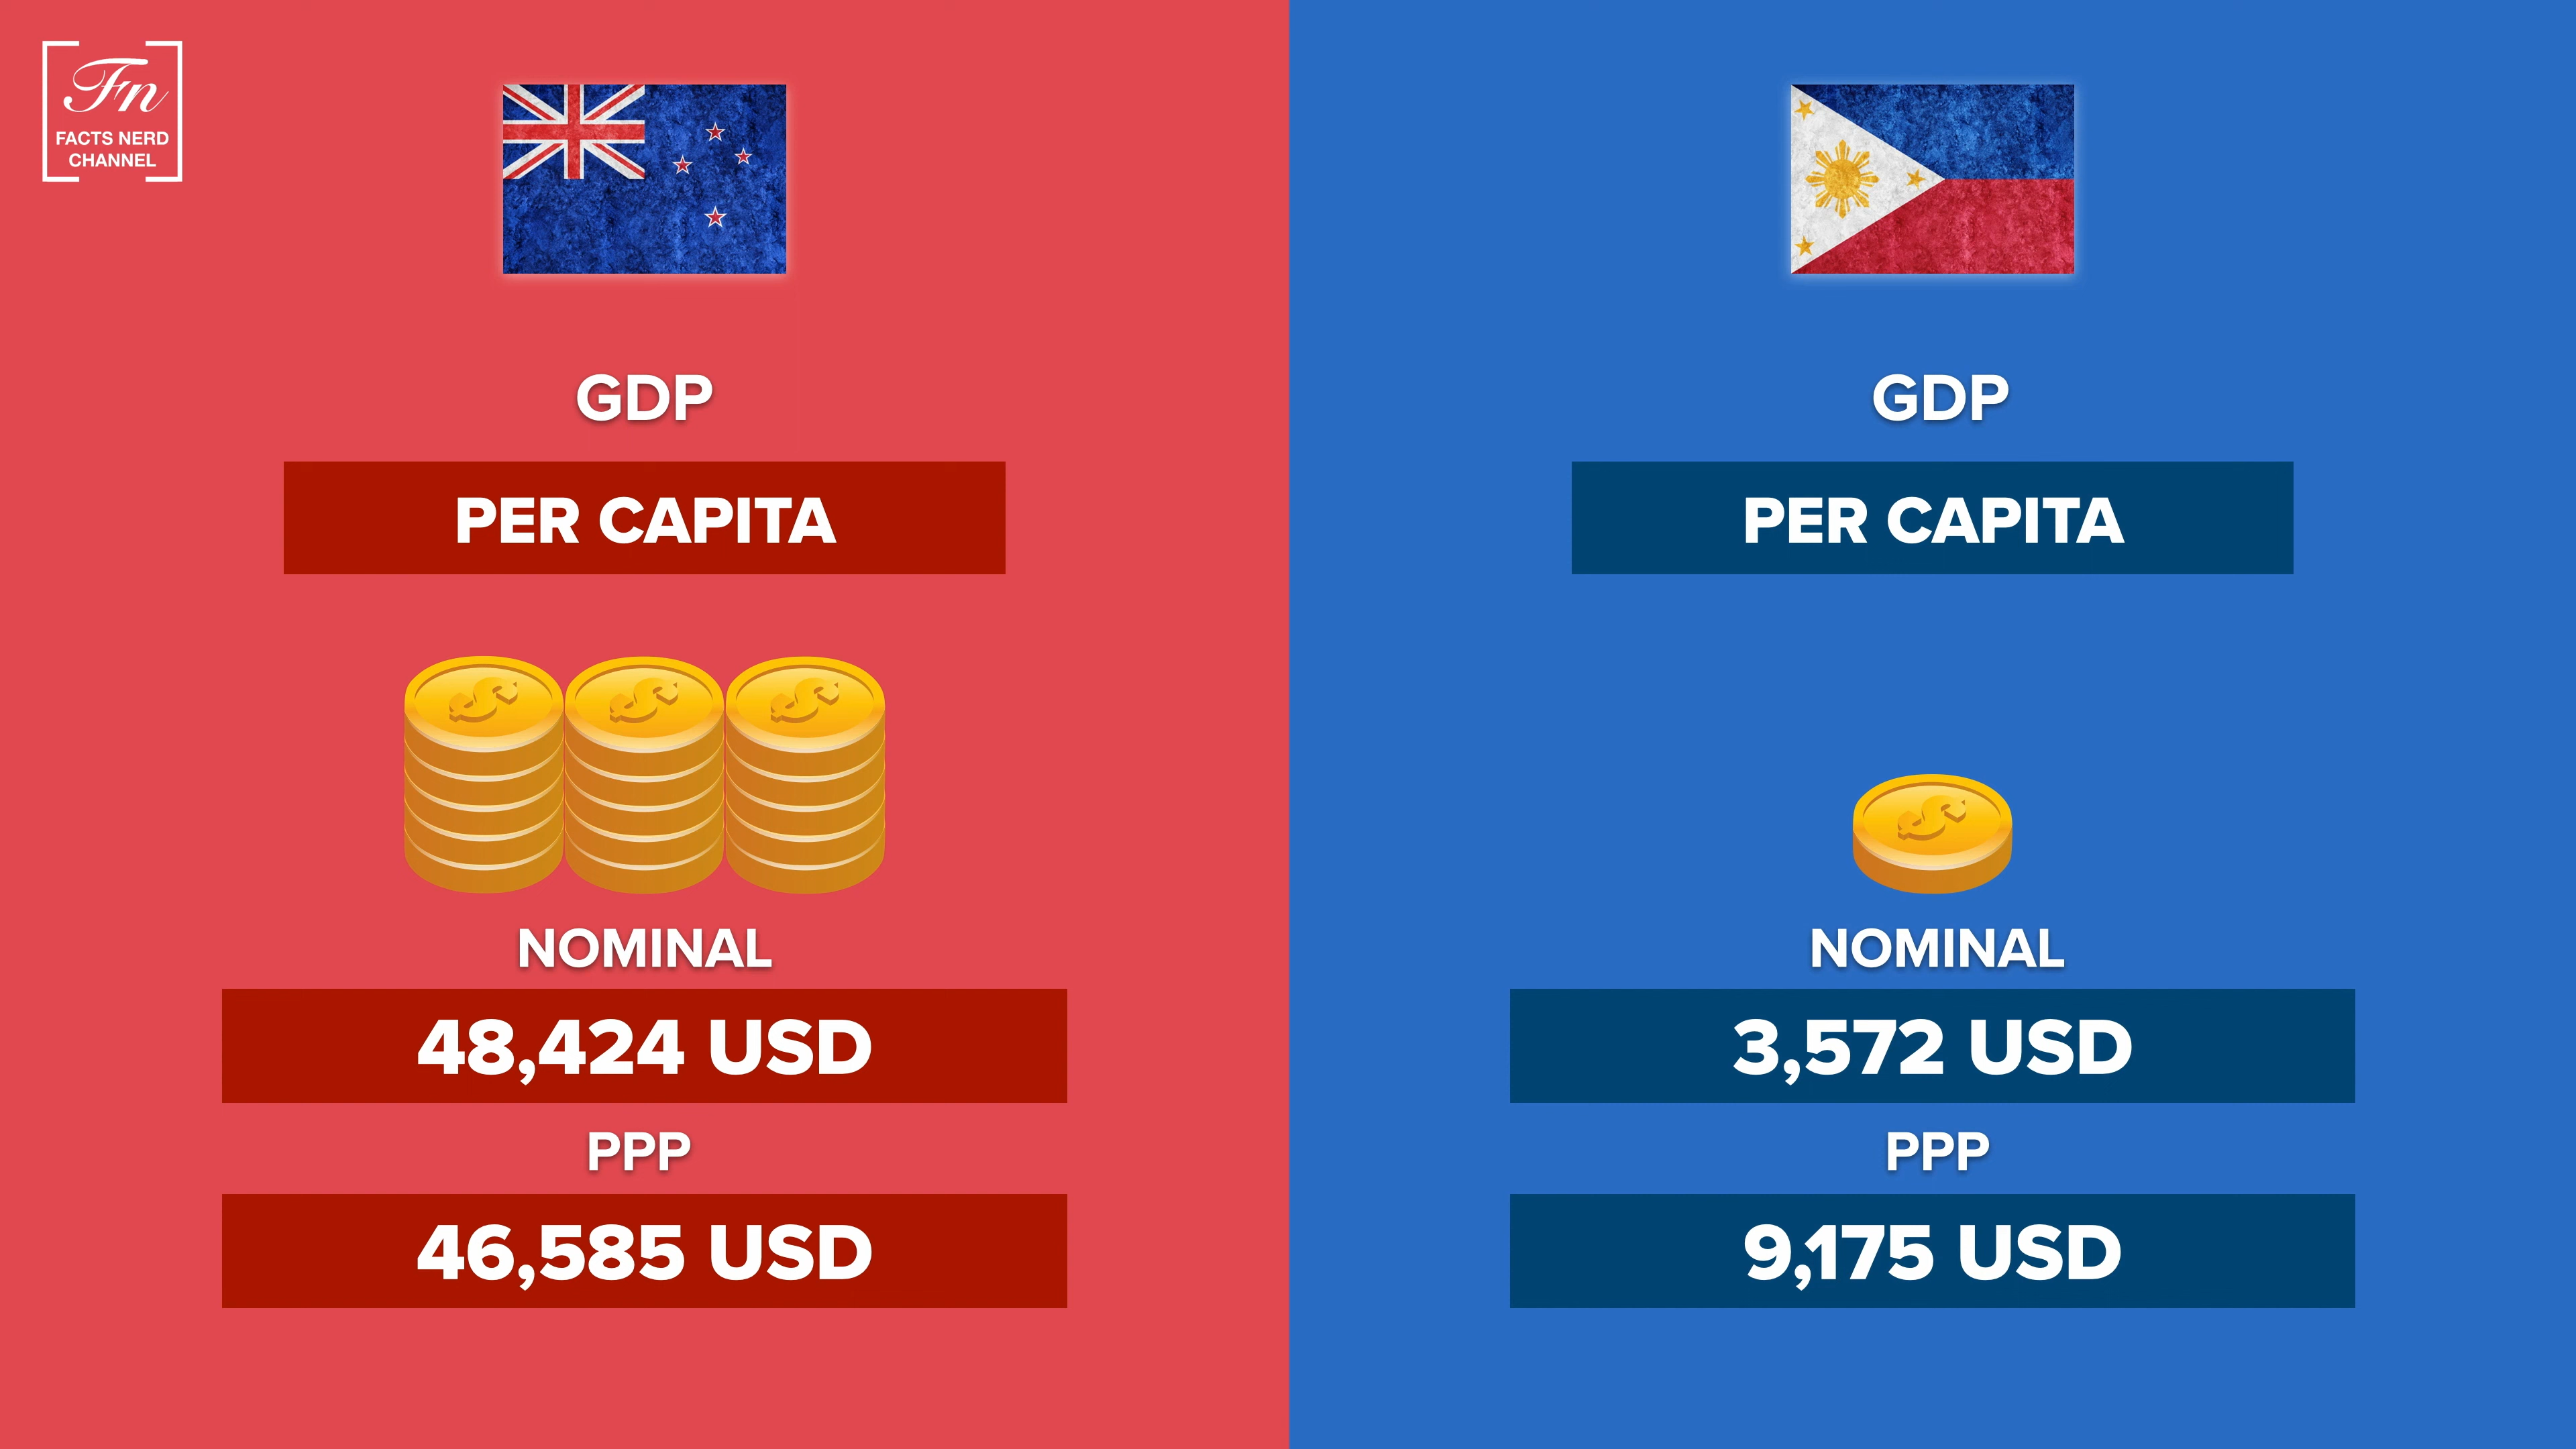 Fn
FACTS NERD
CHANNEL
GDP
PER CAPITA
NOMINAL
48,424 USD
PPP
46,585 USD
GDP
PER CAPITA
NOMINAL
3,572 USD
PPP
9,175 USD